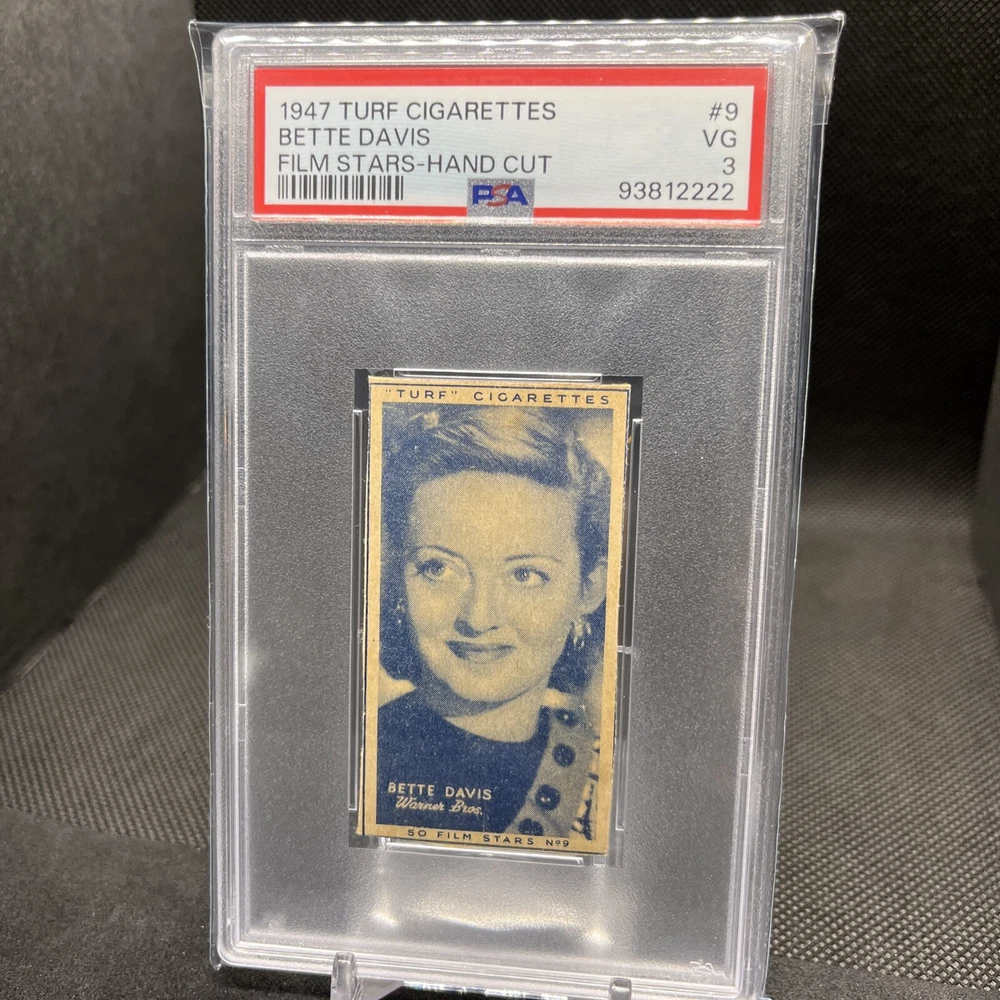 1947 TURF CIGARETTES #9
BETTE DAVIS VG
FILM STARS-HAND CUT 3
PSA 93812222
"TURF" CIGARETTES
BETTE DAVIS
Warner Bros.
50 FILM STARS Nº9